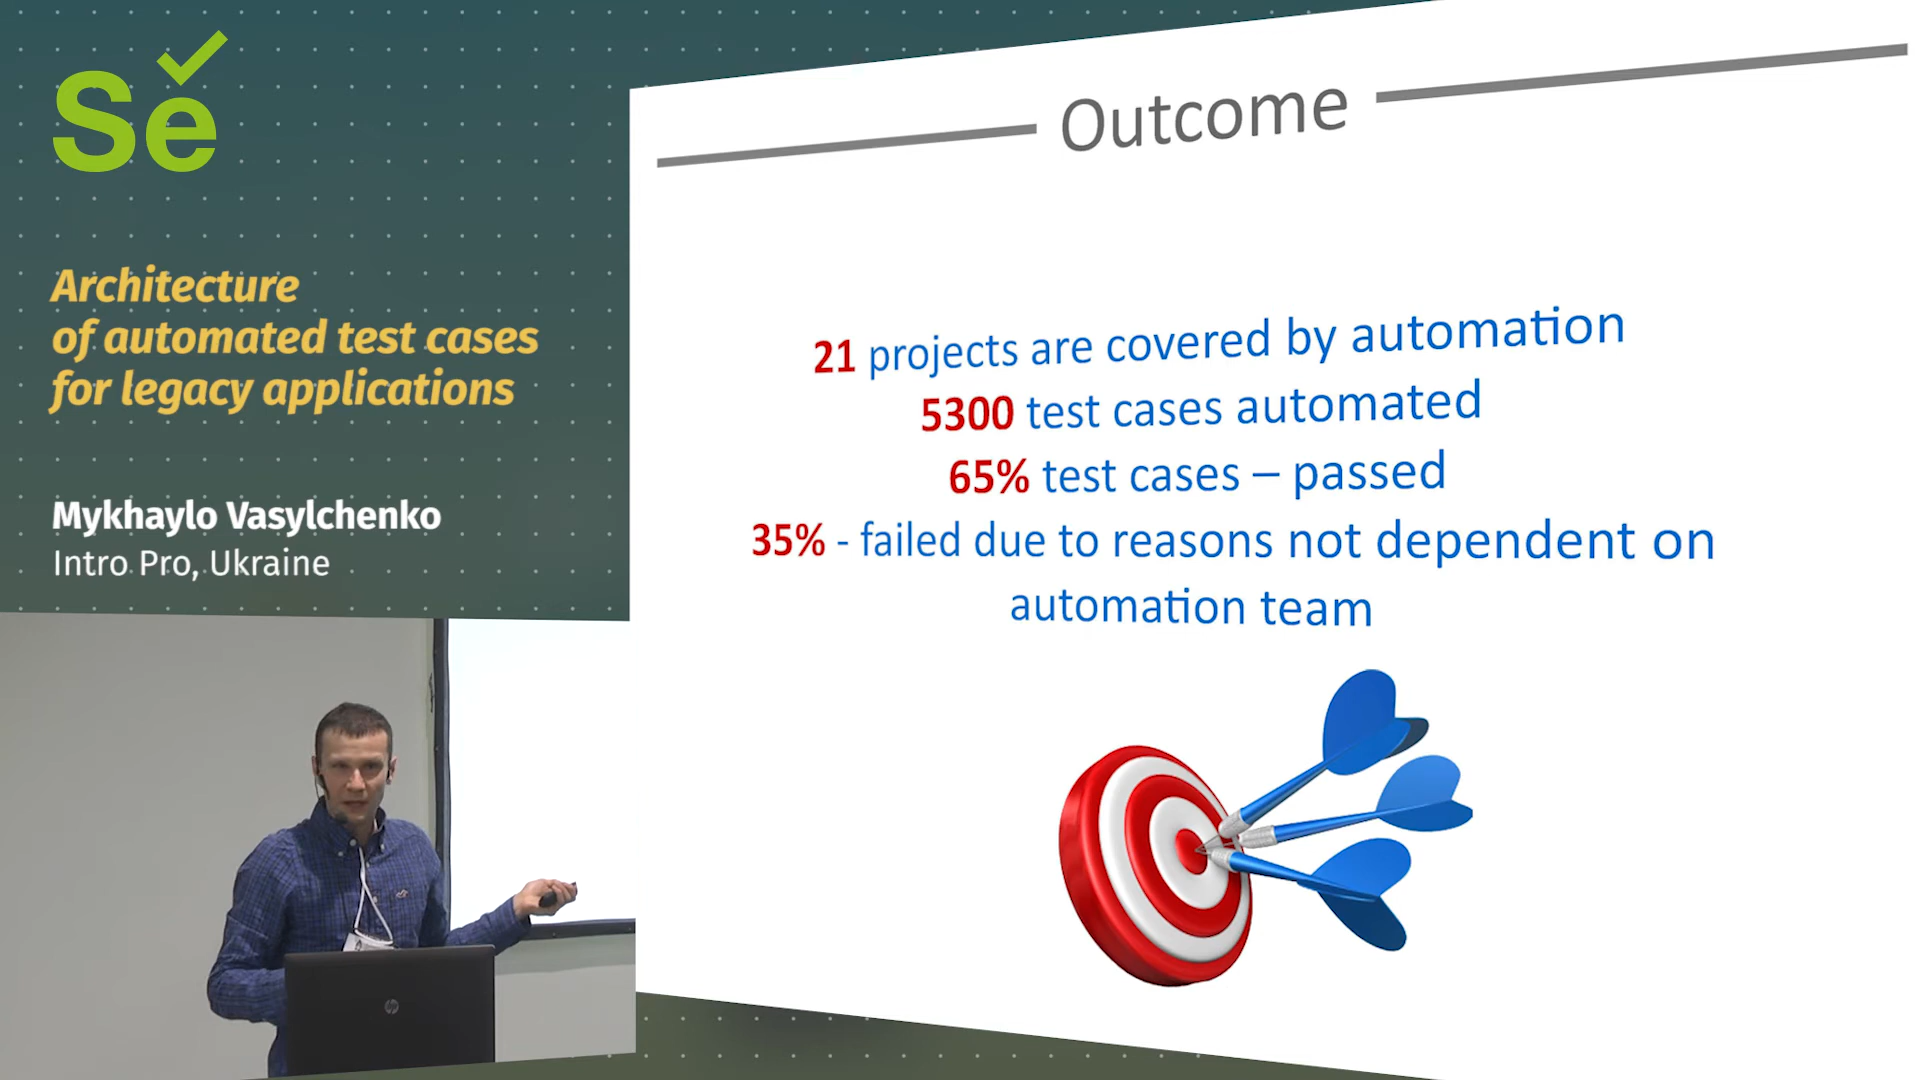 Se
Architecture
of automated test cases
for legacy applications
Mykhaylo Vasylchenko
Intro Pro, Ukraine
Outcome
21 projects are covered by automation
5300 test cases automated
65% test cases – passed
35% - failed due to reasons not dependent on
automation team
hp